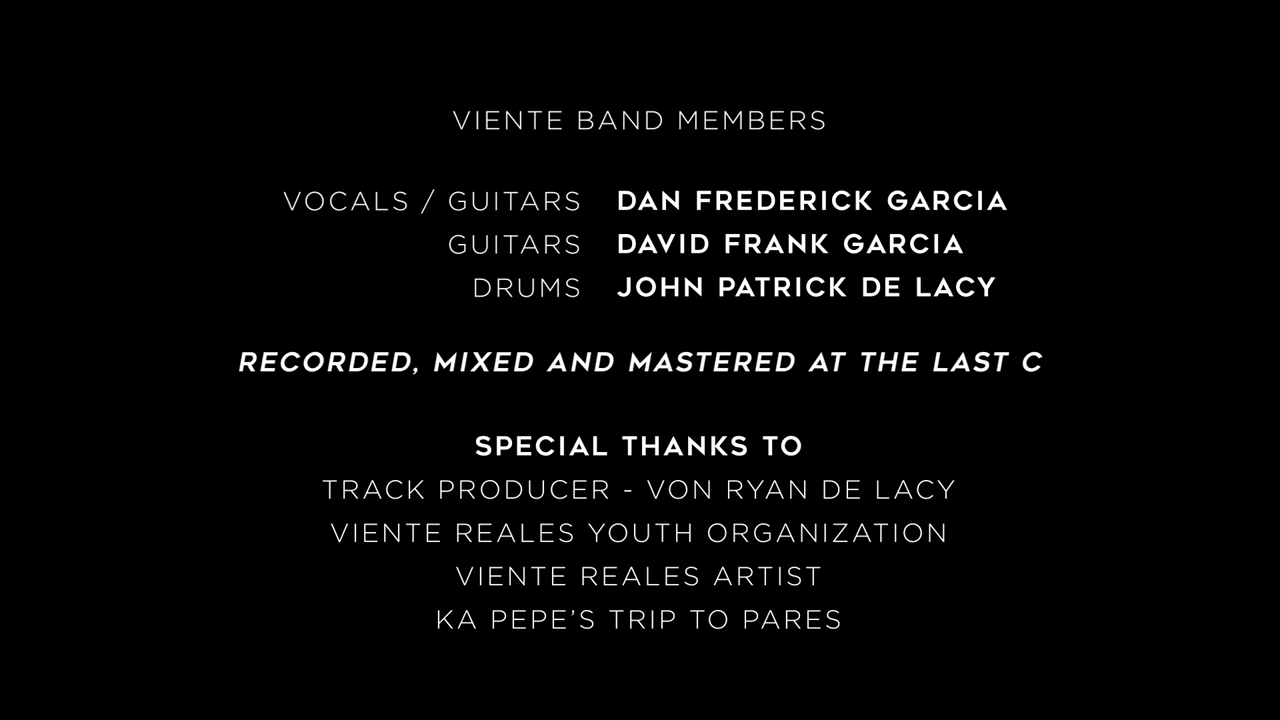 VIENTE BAND MEMBERS
VOCALS / GUITARS DAN FREDERICK GARCIA
GUITARS DAVID FRANK GARCIA
DRUMS JOHN PATRICK DE LACY
RECORDED, MIXED AND MASTERED AT THE LAST C
SPECIAL THANKS TO
TRACK PRODUCER - VON RYAN DE LACY
VIENTE REALES YOUTH ORGANIZATION
VIENTE REALES ARTIST
KA PEPE'S TRIP TO PARES